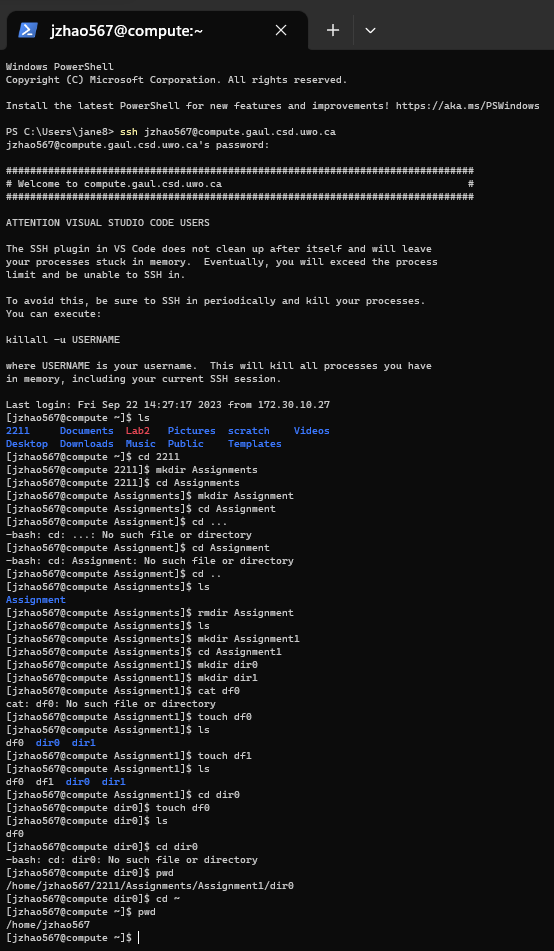 jzhao567@compute:~
Windows PowerShell
Copyright (C) Microsoft Corporation. All rights reserved.
Install the latest PowerShell for new features and improvements! https://aka.ms/PSWindows
PS C:\Users\jane8> ssh jzhao567@compute.gaul.csd.uwo.ca
jzhao567@compute.gaul.csd.uwo.ca's password:
##############################################################################
# Welcome to compute.gaul.csd.uwo.ca                                         #
##############################################################################
ATTENTION VISUAL STUDIO CODE USERS
The SSH plugin in VS Code does not clean up after itself and will leave
your processes stuck in memory.  Eventually, you will exceed the process
limit and be unable to SSH in.
To avoid this, be sure to SSH in periodically and kill your processes.
You can execute:
killall -u USERNAME
where USERNAME is your username.  This will kill all processes you have
in memory, including your current SSH session.
Last login: Fri Sep 22 14:27:17 2023 from 172.30.10.27
[jzhao567@compute ~]$ ls
2211     Documents  Lab2   Pictures  scratch    Videos
Desktop  Downloads  Music  Public    Templates
[jzhao567@compute ~]$ cd 2211
[jzhao567@compute 2211]$ mkdir Assignments
[jzhao567@compute 2211]$ cd Assignments
[jzhao567@compute Assignments]$ mkdir Assignment
[jzhao567@compute Assignments]$ cd Assignment
[jzhao567@compute Assignment]$ cd ...
-bash: cd: ...: No such file or directory
[jzhao567@compute Assignment]$ cd Assignment
-bash: cd: Assignment: No such file or directory
[jzhao567@compute Assignment]$ cd ..
[jzhao567@compute Assignments]$ ls
Assignment
[jzhao567@compute Assignments]$ rmdir Assignment
[jzhao567@compute Assignments]$ ls
[jzhao567@compute Assignments]$ mkdir Assignment1
[jzhao567@compute Assignments]$ cd Assignment1
[jzhao567@compute Assignment1]$ mkdir dir0
[jzhao567@compute Assignment1]$ mkdir dir1
[jzhao567@compute Assignment1]$ cat df0
cat: df0: No such file or directory
[jzhao567@compute Assignment1]$ touch df0
[jzhao567@compute Assignment1]$ ls
df0  dir0  dir1
[jzhao567@compute Assignment1]$ touch df1
[jzhao567@compute Assignment1]$ ls
df0  df1  dir0  dir1
[jzhao567@compute Assignment1]$ cd dir0
[jzhao567@compute dir0]$ touch df0
[jzhao567@compute dir0]$ ls
df0
[jzhao567@compute dir0]$ cd dir0
-bash: cd: dir0: No such file or directory
[jzhao567@compute dir0]$ pwd
/home/jzhao567/2211/Assignments/Assignment1/dir0
[jzhao567@compute dir0]$ cd ~
[jzhao567@compute ~]$ pwd
/home/jzhao567
[jzhao567@compute ~]$